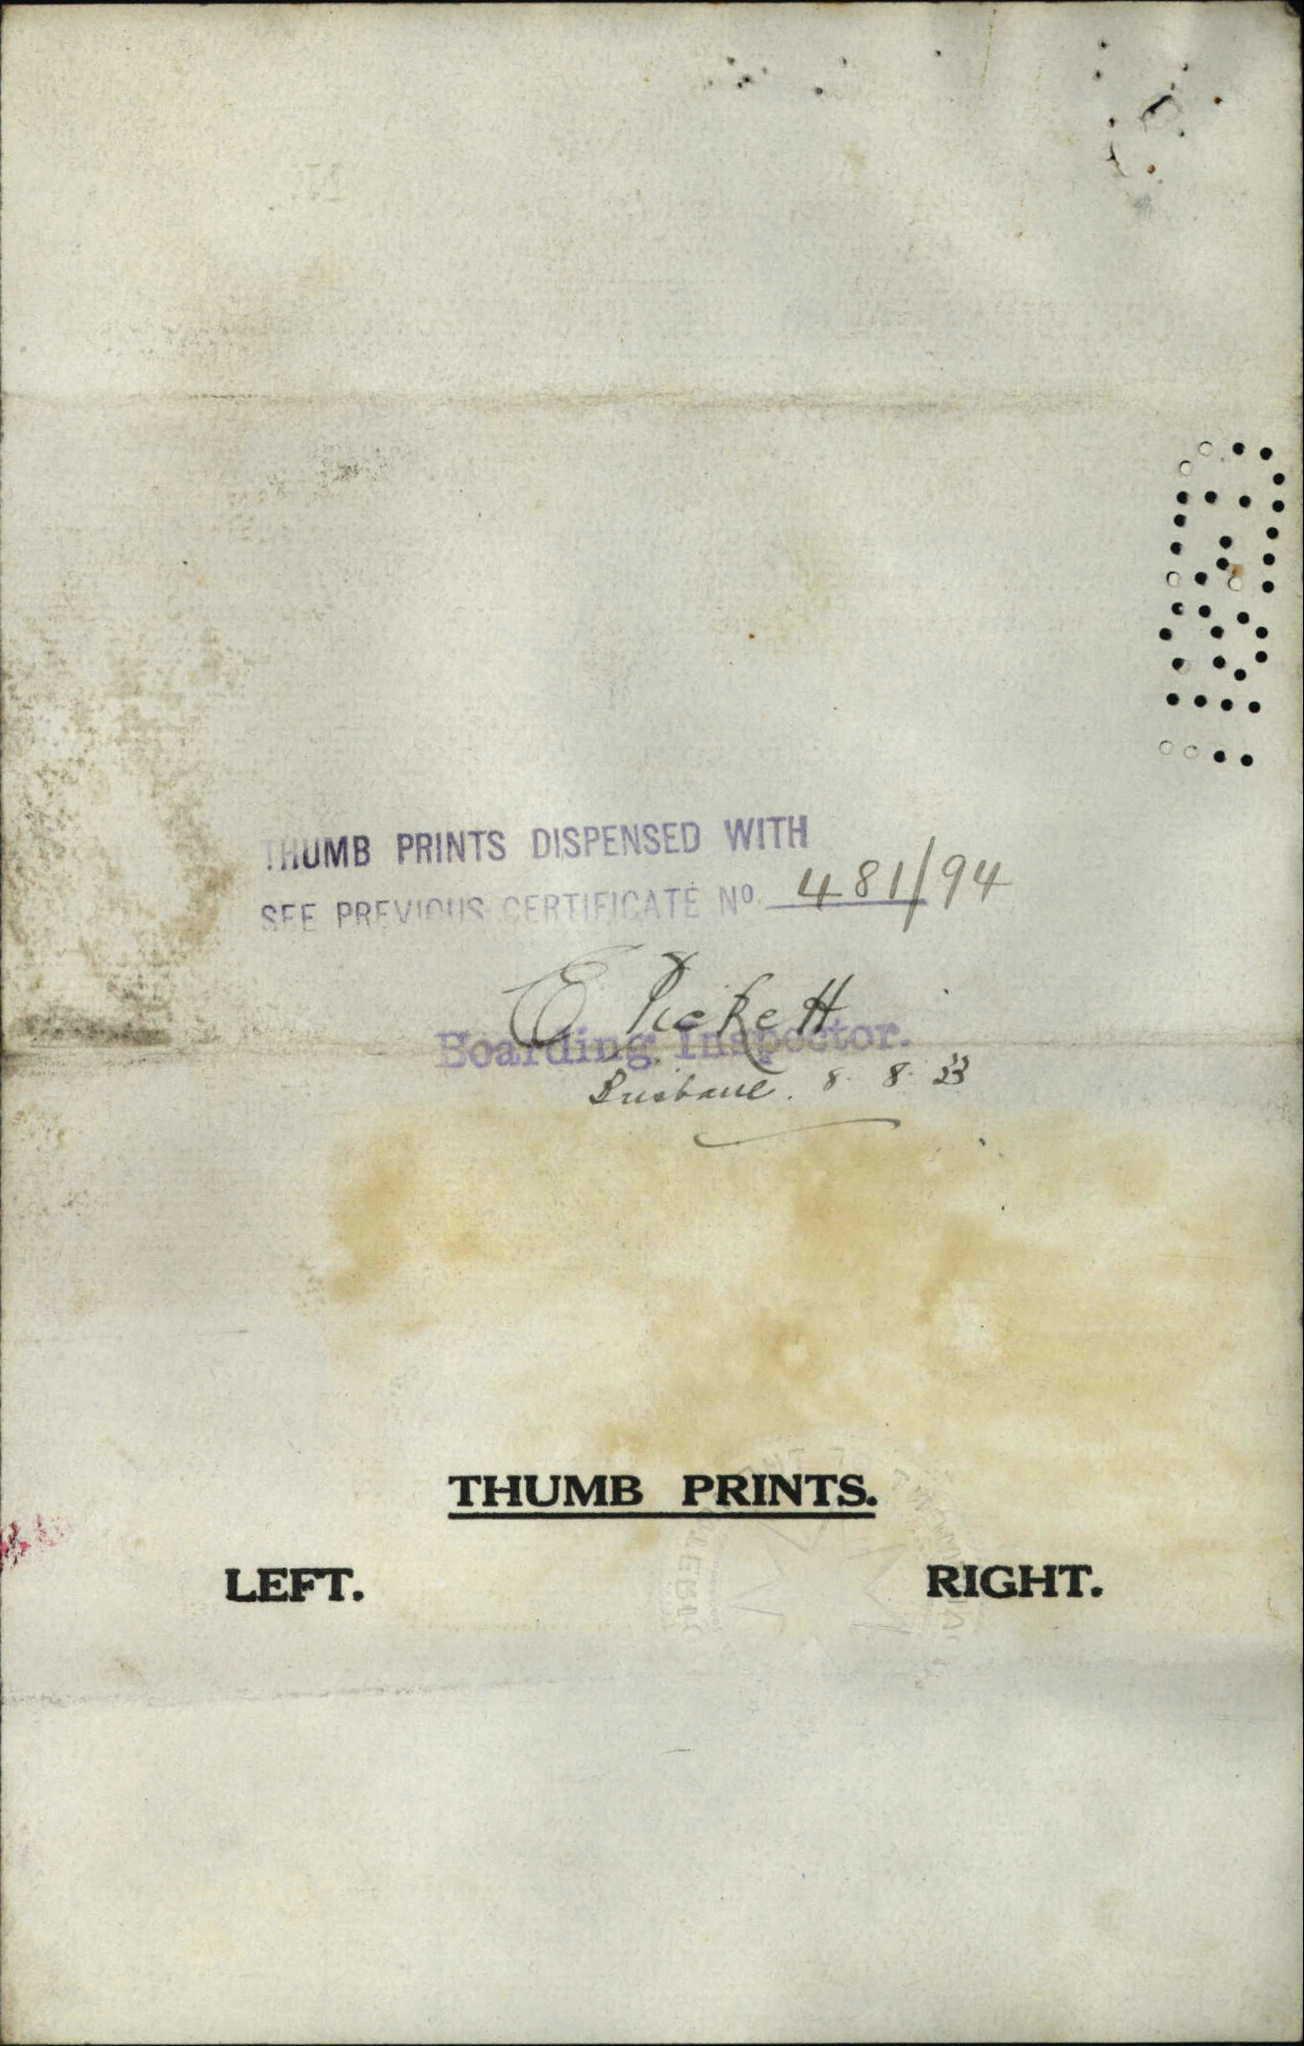 THUMB PRINTS DISPENSED WITH
SEE PREVIOUS CERTIFICATE Nº 481/94
E Pickett
Boarding Inspector.
Brisbane. 8. 8. 33
THUMB PRINTS.
LEFT. RIGHT.